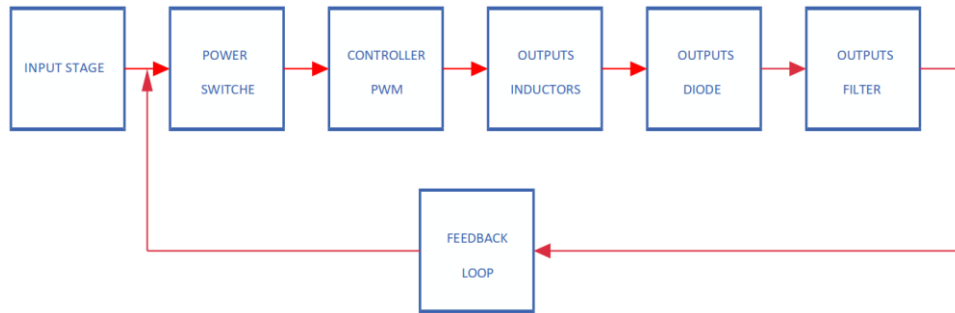 INPUT STAGE
POWER
SWITCHE
CONTROLLER
PWM
OUTPUTS
INDUCTORS
OUTPUTS
DIODE
OUTPUTS
FILTER
FEEDBACK
LOOP